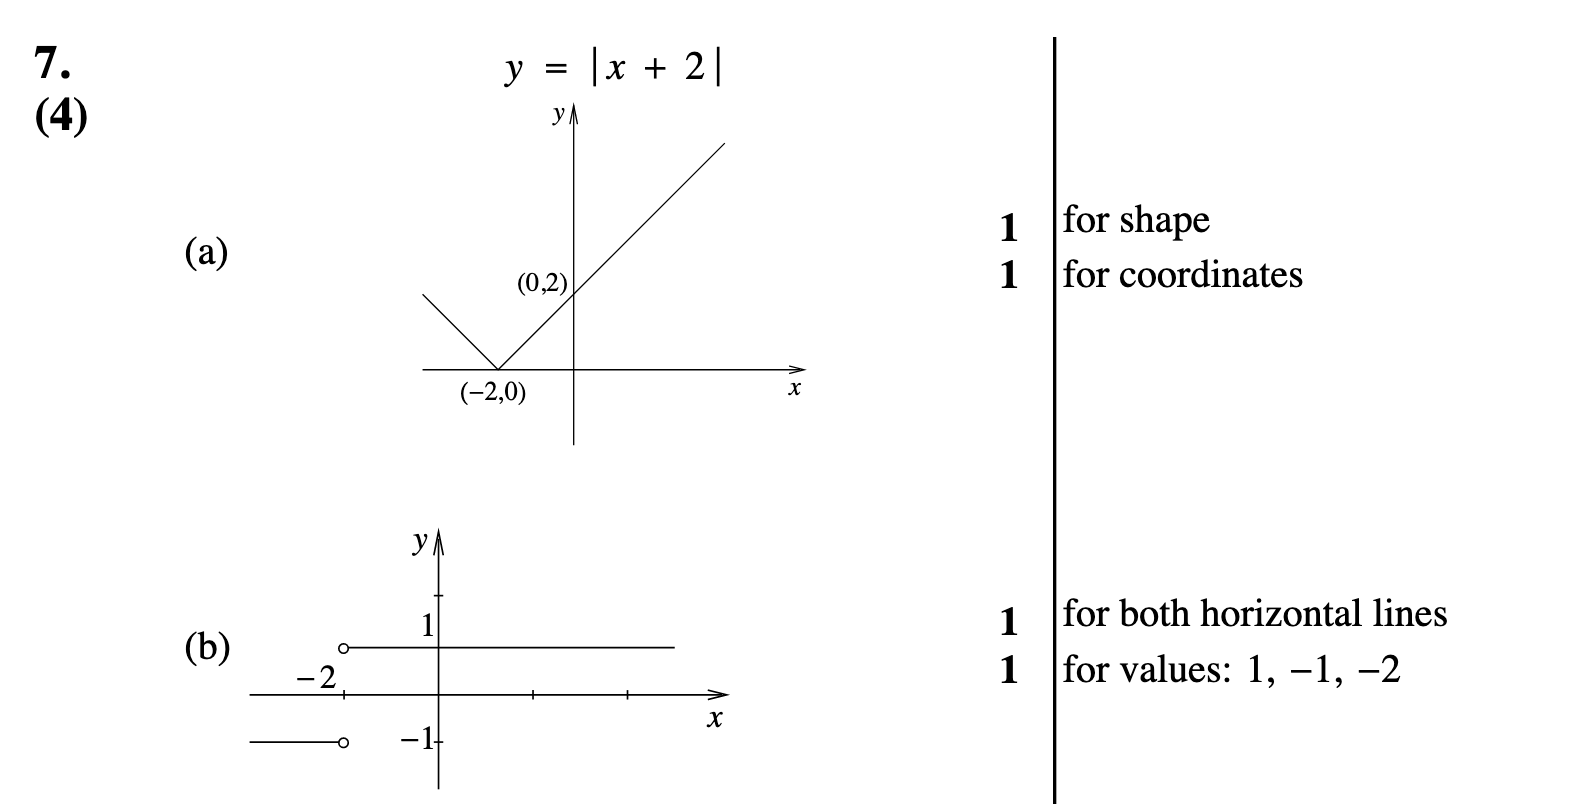 7.
(4)
y = |x + 2|
y
(a)
(0,2)
(−2,0)
x
1 for shape
1 for coordinates
(b)
y
1
−2
x
−1
1 for both horizontal lines
1 for values: 1, −1, −2